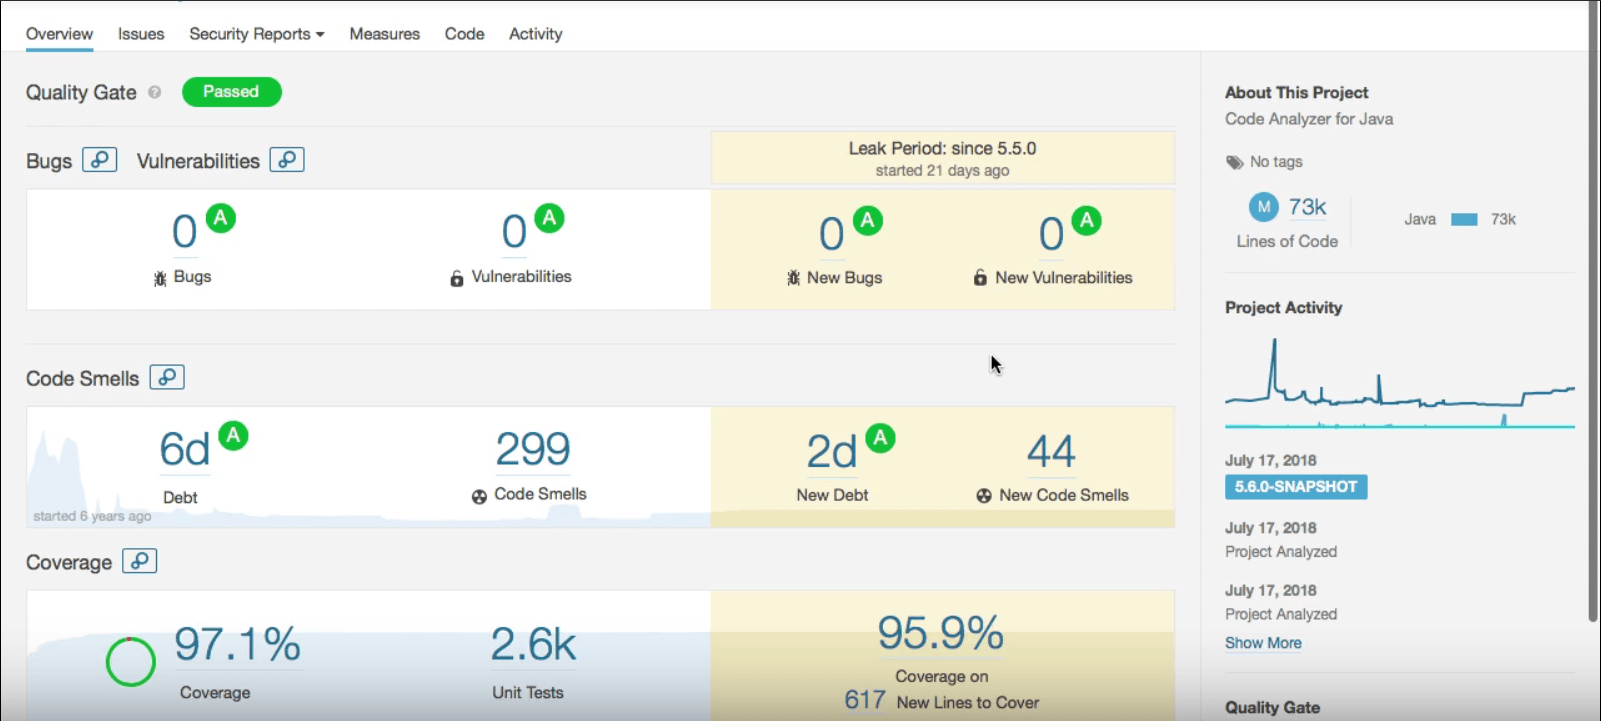 Overview Issues Security Reports Measures Code Activity
Quality Gate ? Passed
Bugs Vulnerabilities
Leak Period: since 5.5.0
started 21 days ago
0 A
Bugs
0 A
Vulnerabilities
0 A
New Bugs
0 A
New Vulnerabilities
Code Smells
6d A
Debt
started 6 years ago
299
Code Smells
2d A
New Debt
44
New Code Smells
Coverage
97.1%
Coverage
2.6k
Unit Tests
95.9%
Coverage on
617 New Lines to Cover
About This Project
Code Analyzer for Java
No tags
M 73k
Lines of Code
Java 73k
Project Activity
July 17, 2018
5.6.0-SNAPSHOT
July 17, 2018
Project Analyzed
July 17, 2018
Project Analyzed
Show More
Quality Gate